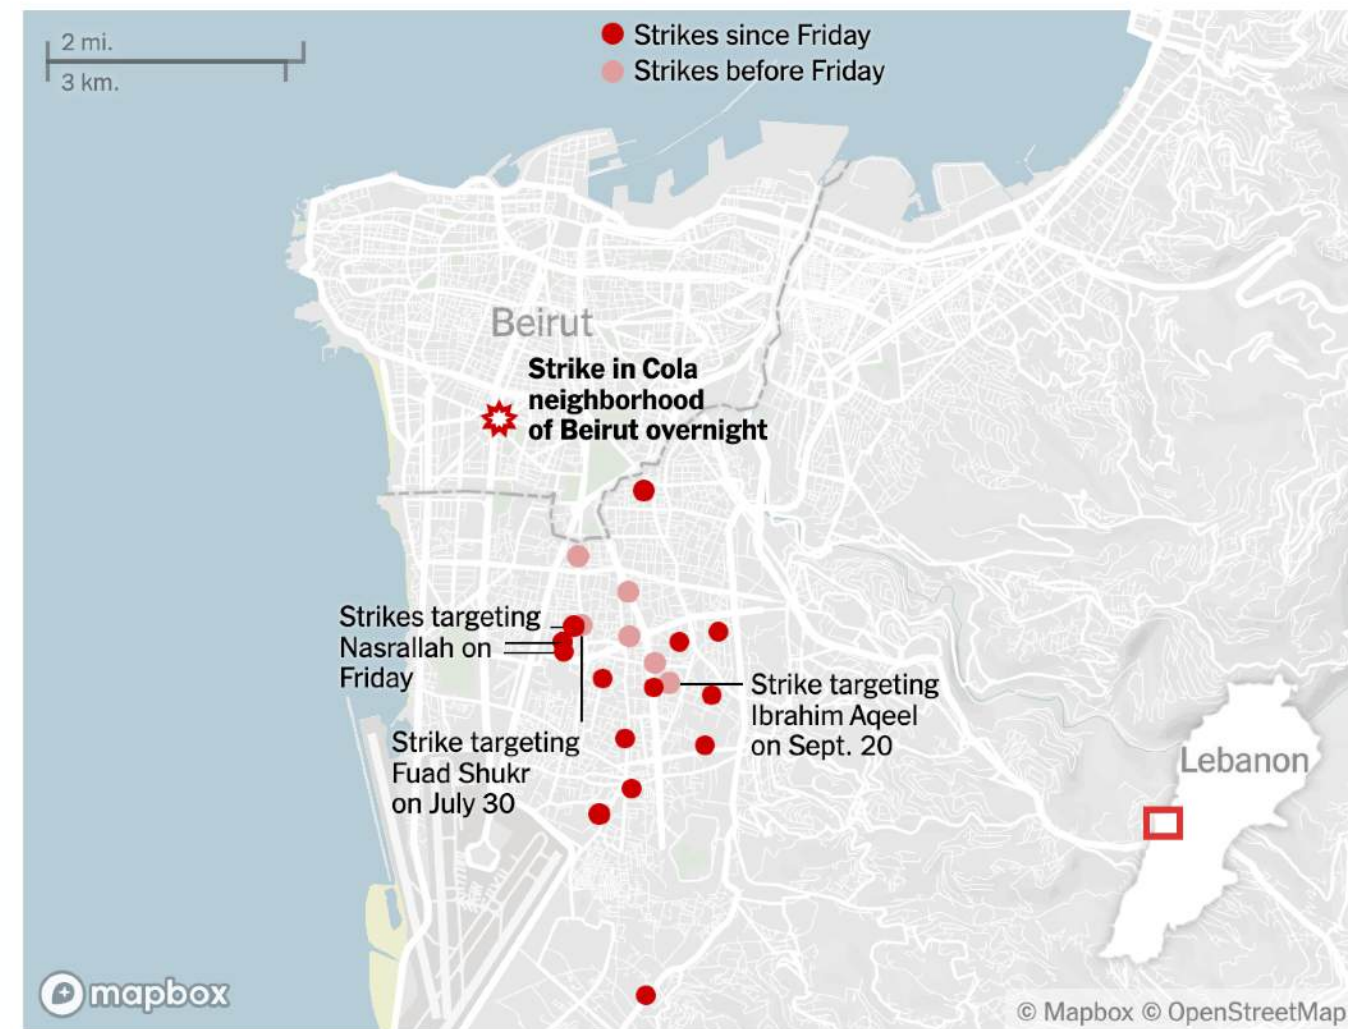 2 mi.
3 km.
Strikes since Friday
Strikes before Friday
Beirut
Strike in Cola
neighborhood
of Beirut overnight
Strikes targeting
Nasrallah on
Friday
Strike targeting
Fuad Shukr
on July 30
Strike targeting
Ibrahim Aqeel
on Sept. 20
Lebanon
mapbox
© Mapbox © OpenStreetMap